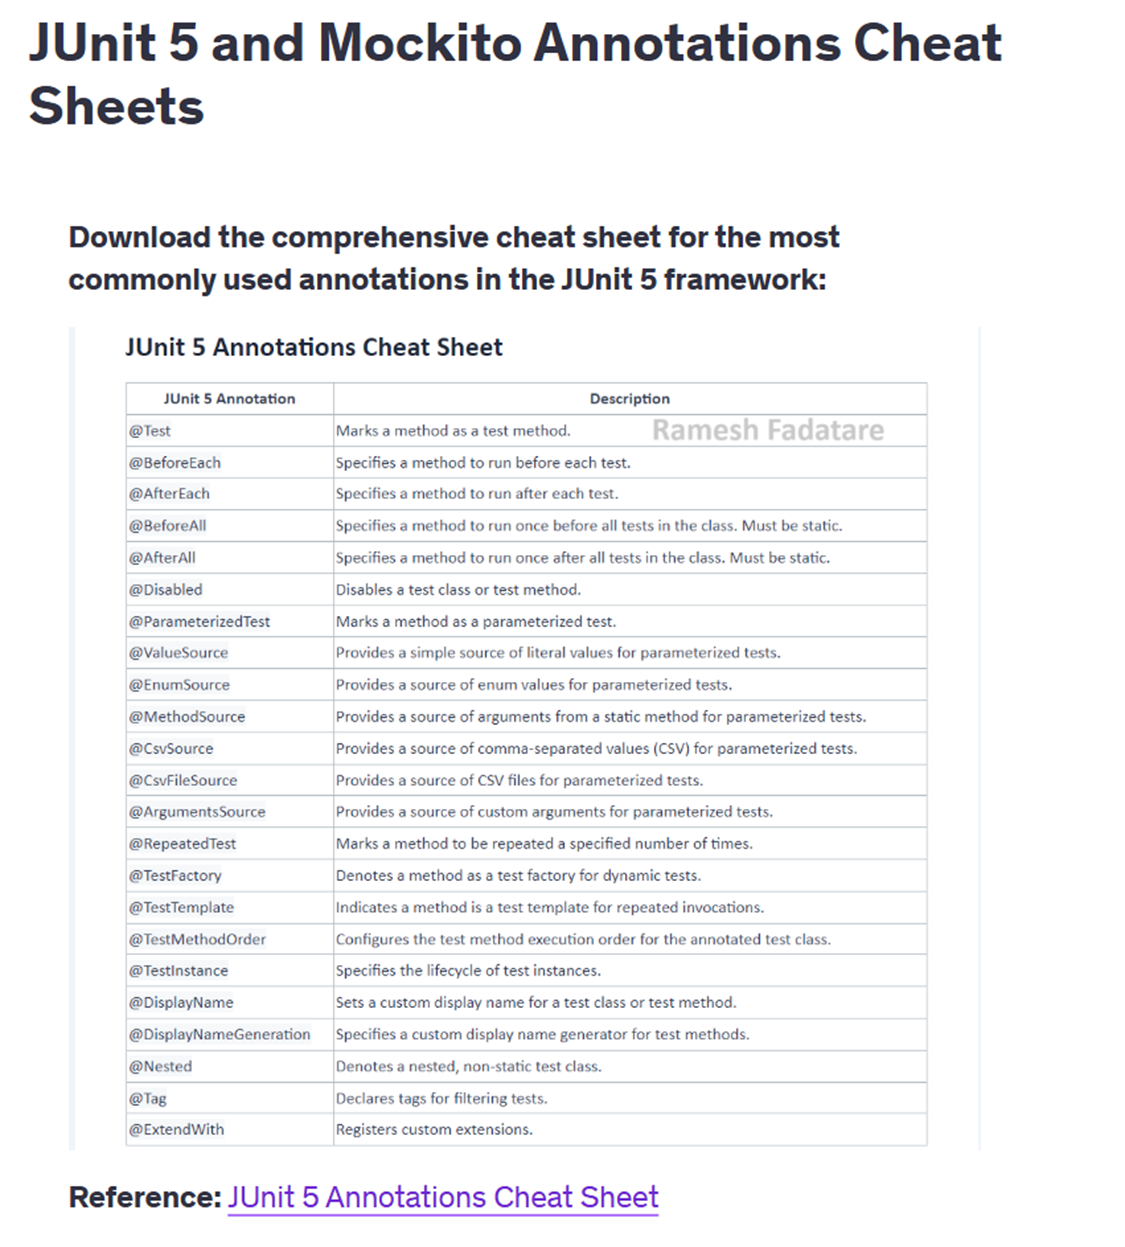 JUnit 5 and Mockito Annotations Cheat
Sheets
Download the comprehensive cheat sheet for the most
commonly used annotations in the JUnit 5 framework:
JUnit 5 Annotations Cheat Sheet
JUnit 5 Annotation Description
@Test Marks a method as a test method. Ramesh Fadatare
@BeforeEach Specifies a method to run before each test.
@AfterEach Specifies a method to run after each test.
@BeforeAll Specifies a method to run once before all tests in the class. Must be static.
@AfterAll Specifies a method to run once after all tests in the class. Must be static.
@Disabled Disables a test class or test method.
@ParameterizedTest Marks a method as a parameterized test.
@ValueSource Provides a simple source of literal values for parameterized tests.
@EnumSource Provides a source of enum values for parameterized tests.
@MethodSource Provides a source of arguments from a static method for parameterized tests.
@CsvSource Provides a source of comma-separated values (CSV) for parameterized tests.
@CsvFileSource Provides a source of CSV files for parameterized tests.
@ArgumentsSource Provides a source of custom arguments for parameterized tests.
@RepeatedTest Marks a method to be repeated a specified number of times.
@TestFactory Denotes a method as a test factory for dynamic tests.
@TestTemplate Indicates a method is a test template for repeated invocations.
@TestMethodOrder Configures the test method execution order for the annotated test class.
@TestInstance Specifies the lifecycle of test instances.
@DisplayName Sets a custom display name for a test class or test method.
@DisplayNameGeneration Specifies a custom display name generator for test methods.
@Nested Denotes a nested, non-static test class.
@Tag Declares tags for filtering tests.
@ExtendWith Registers custom extensions.
Reference: JUnit 5 Annotations Cheat Sheet